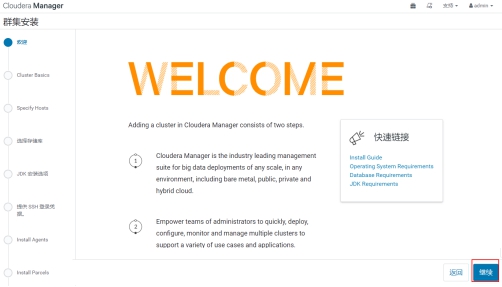 Cloudera Manager
支持
admin
群集安装
欢迎
Cluster Basics
Specify Hosts
选择存储库
JDK 安装选项
提供 SSH 登录凭
据。
Install Agents
Install Parcels
WELCOME
Adding a cluster in Cloudera Manager consists of two steps.
1
Cloudera Manager is the industry leading management
suite for big data deployments of any scale, in any
environment, including bare metal, public, private and
hybrid cloud.
2
Empower teams of administrators to quickly, deploy,
configure, monitor and manage multiple clusters to
support a variety of use cases and applications.
快速链接
Install Guide
Operating System Requirements
Database Requirements
JDK Requirements
返回
继续